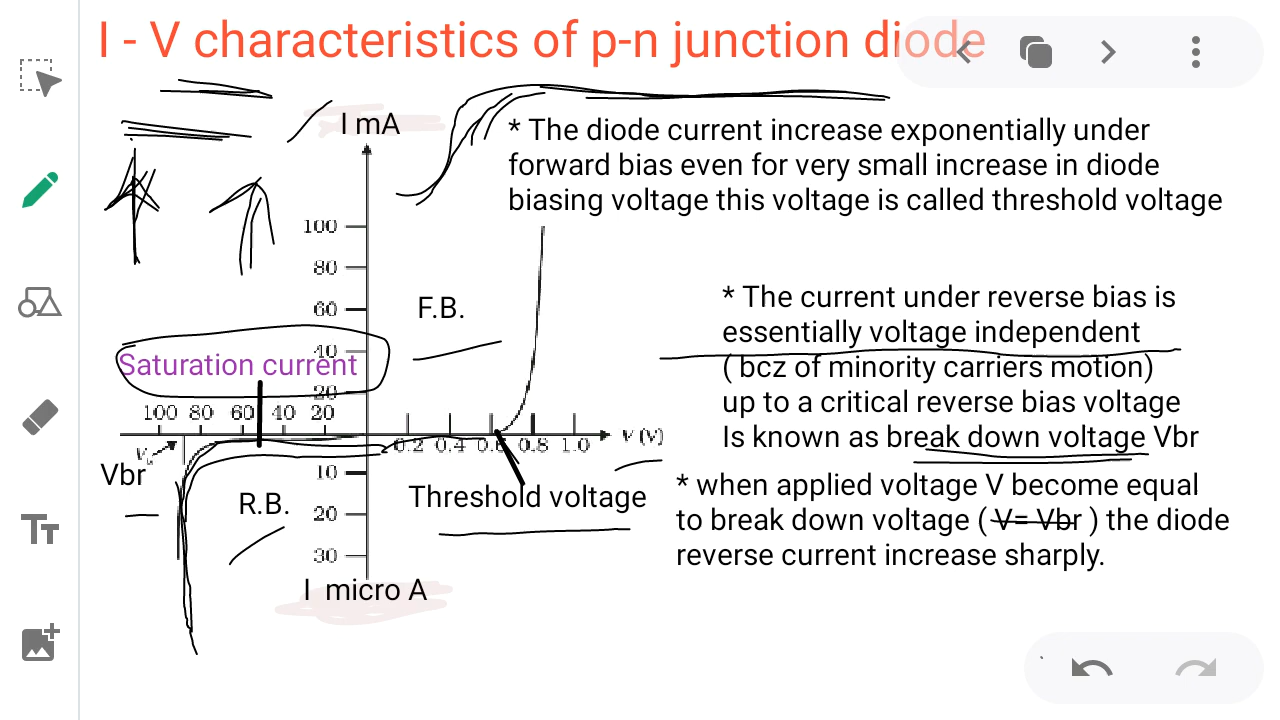 I - V characteristics of p-n junction diode
I mA
* The diode current increase exponentially under
forward bias even for very small increase in diode
biasing voltage this voltage is called threshold voltage
100
80
60
40
20
F.B.
Saturation current
* The current under reverse bias is
essentially voltage independent
( bcz of minority carriers motion)
up to a critical reverse bias voltage
Is known as break down voltage Vbr
100 80 60 40 20
0.2 0.4 0.6 0.8 1.0 V (V)
Vbr
10
20
30
R.B.
Threshold voltage
* when applied voltage V become equal
to break down voltage ( V= Vbr ) the diode
reverse current increase sharply.
I micro A
Tт